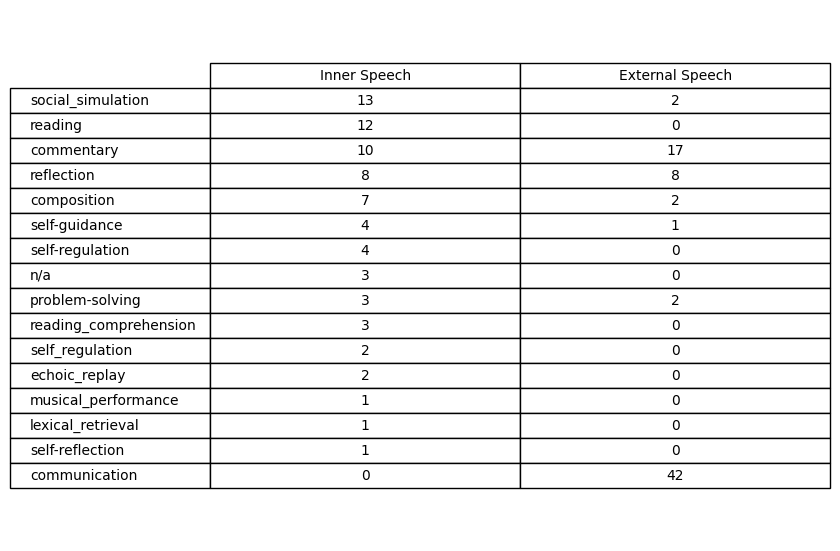 Inner Speech External Speech
social_simulation 13 2
reading 12 0
commentary 10 17
reflection 8 8
composition 7 2
self-guidance 4 1
self-regulation 4 0
n/a 3 0
problem-solving 3 2
reading_comprehension 3 0
self_regulation 2 0
echoic_replay 2 0
musical_performance 1 0
lexical_retrieval 1 0
self-reflection 1 0
communication 0 42